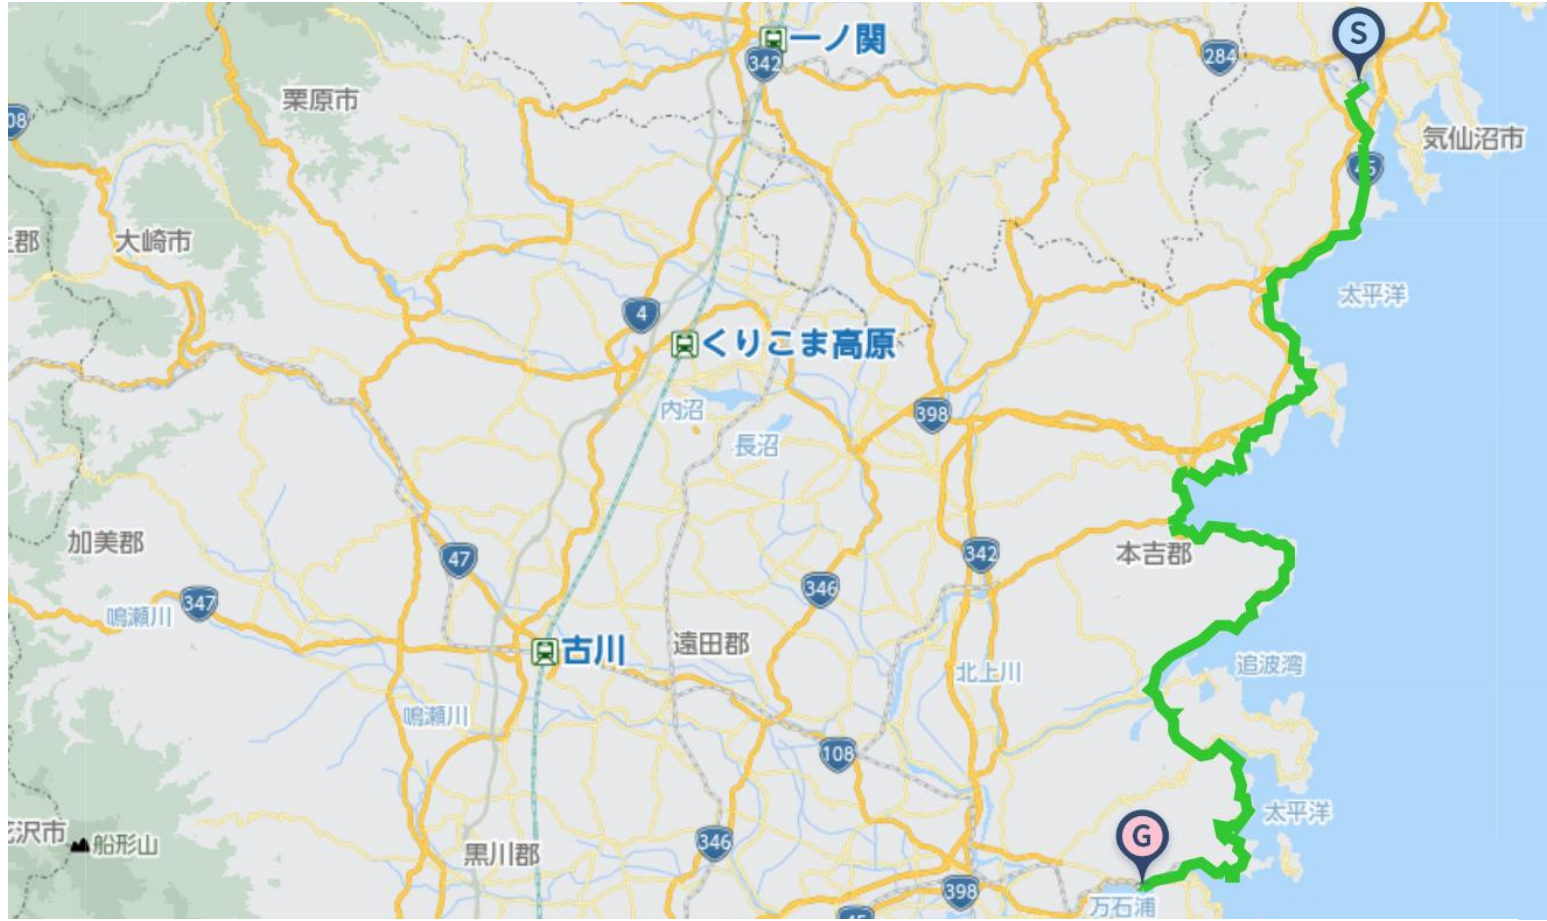 S
一ノ関
342
284
栗原市
08
気仙沼市
45
郡
大崎市
太平洋
4
くりこま高原
内沼
398
長沼
加美郡
47
342
本吉郡
346
347
鳴瀬川
古川
遠田郡
追波湾
北上川
鳴瀬川
108
太平洋
沢市
船形山
346
G
黒川郡
398
万石浦
45